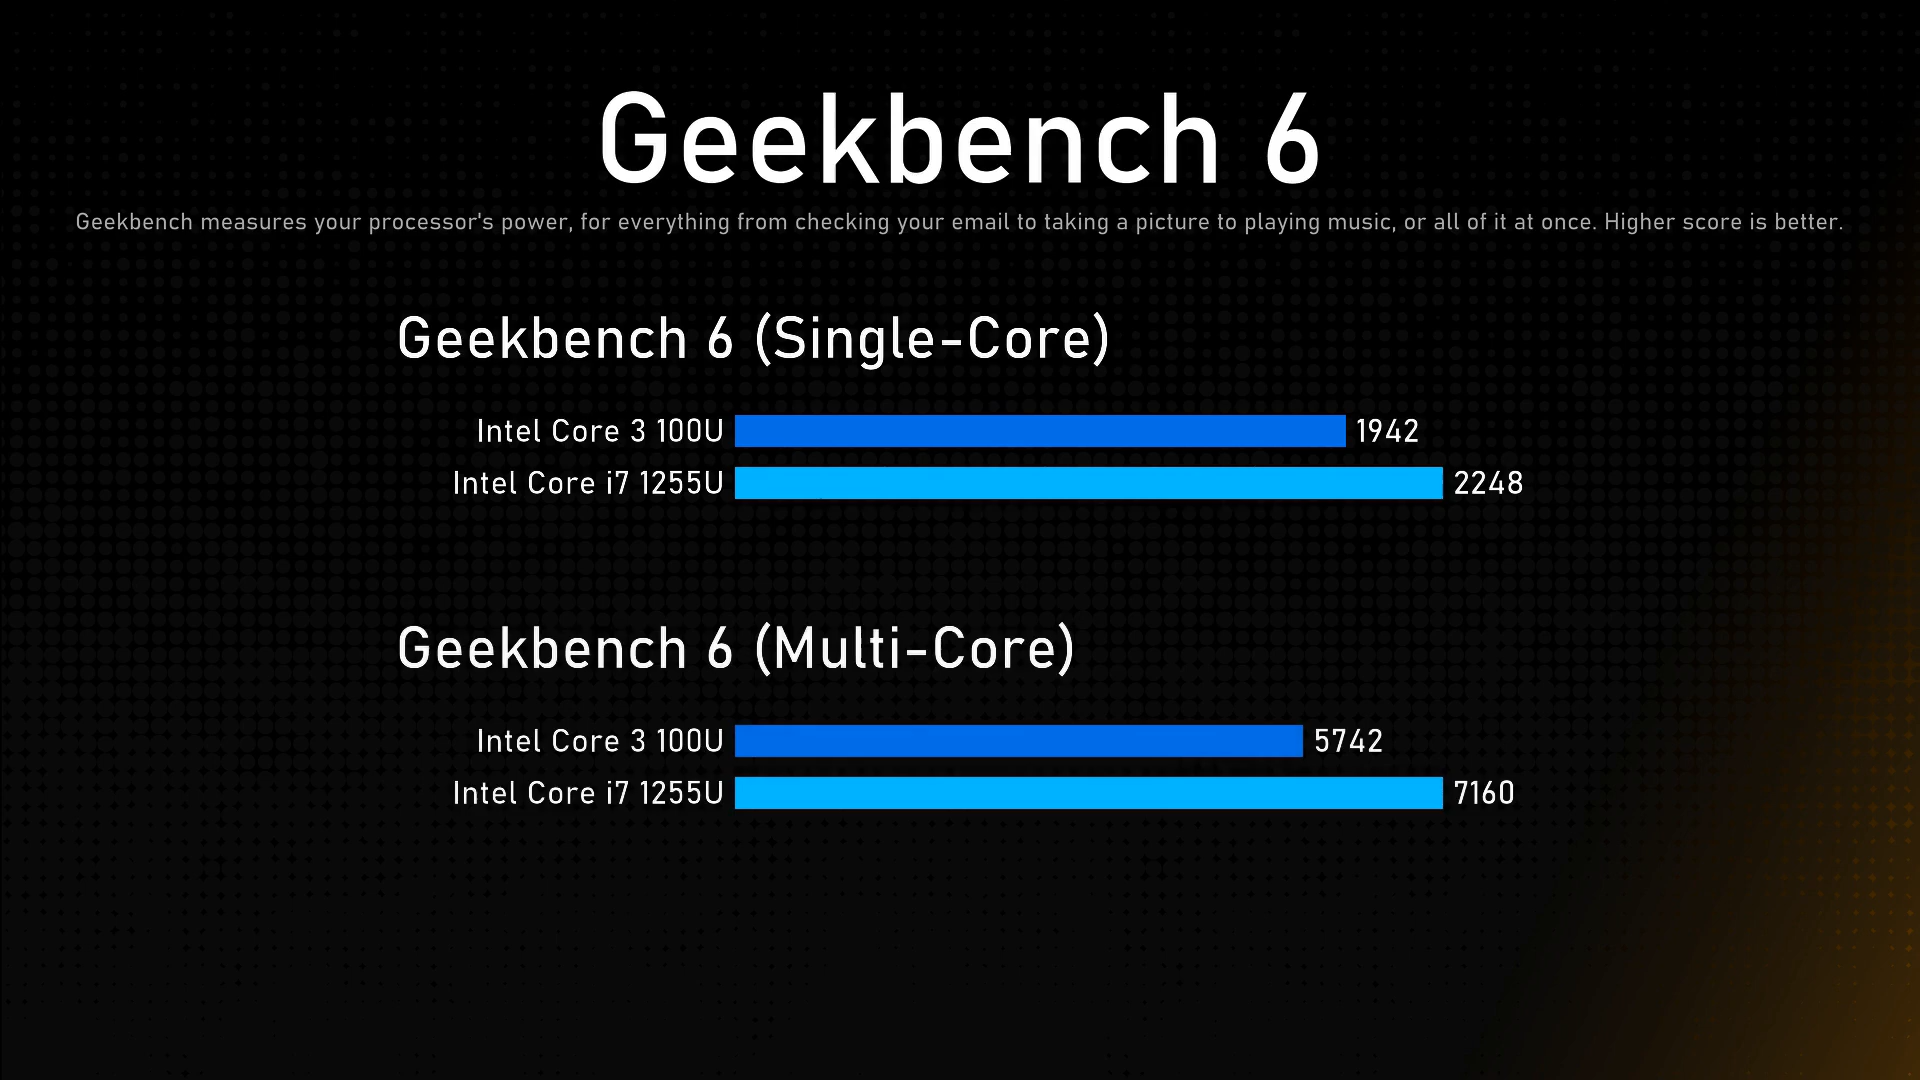 Geekbench 6
Geekbench measures your processor's power, for everything from checking your email to taking a picture to playing music, or all of it at once. Higher score is better.
Geekbench 6 (Single-Core)
Intel Core 3 100U 1942
Intel Core i7 1255U 2248
Geekbench 6 (Multi-Core)
Intel Core 3 100U 5742
Intel Core i7 1255U 7160